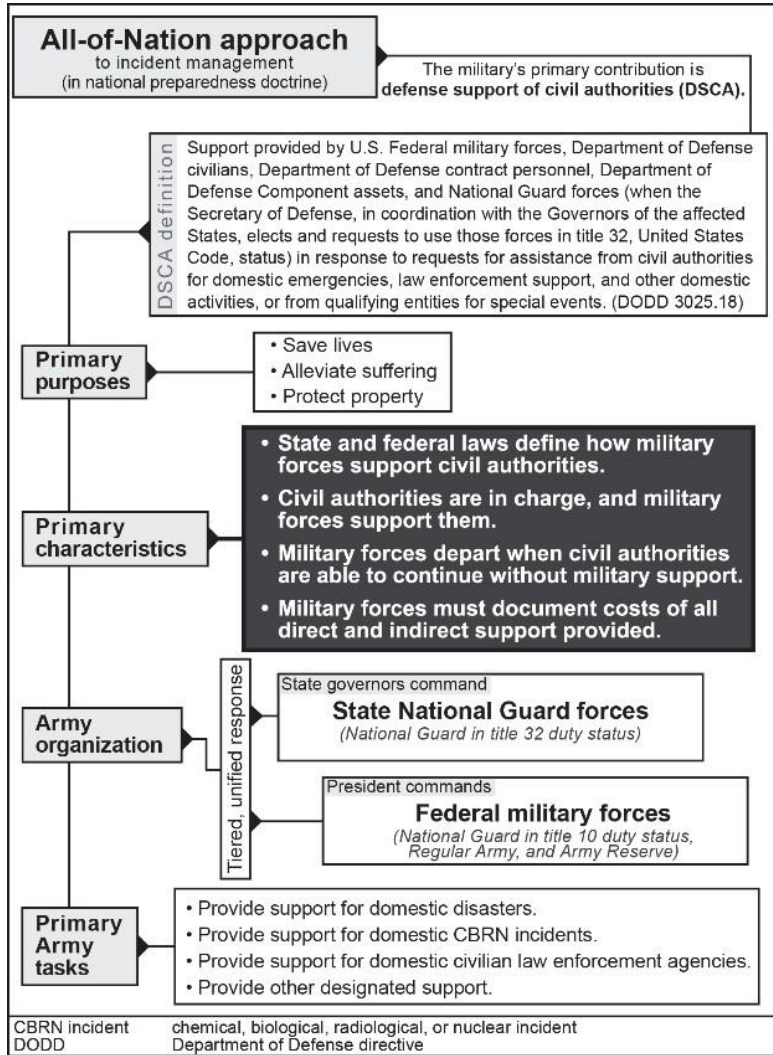 All-of-Nation approach
to incident management
(in national preparedness doctrine)
The military's primary contribution is
defense support of civil authorities (DSCA).
DSCA definition
Support provided by U.S. Federal military forces, Department of Defense
civilians, Department of Defense contract personnel, Department of
Defense Component assets, and National Guard forces (when the
Secretary of Defense, in coordination with the Governors of the affected
States, elects and requests to use those forces in title 32, United States
Code, status) in response to requests for assistance from civil authorities
for domestic emergencies, law enforcement support, and other domestic
activities, or from qualifying entities for special events. (DODD 3025.18)
Primary
purposes
• Save lives
• Alleviate suffering
• Protect property
Primary
characteristics
• State and federal laws define how military
forces support civil authorities.
• Civil authorities are in charge, and military
forces support them.
• Military forces depart when civil authorities
are able to continue without military support.
• Military forces must document costs of all
direct and indirect support provided.
Army
organization
Tiered, unified response
State governors command
State National Guard forces
(National Guard in title 32 duty status)
President commands
Federal military forces
(National Guard in title 10 duty status,
Regular Army, and Army Reserve)
Primary
Army
tasks
• Provide support for domestic disasters.
• Provide support for domestic CBRN incidents.
• Provide support for domestic civilian law enforcement agencies.
• Provide other designated support.
CBRN incident chemical, biological, radiological, or nuclear incident
DODD Department of Defense directive